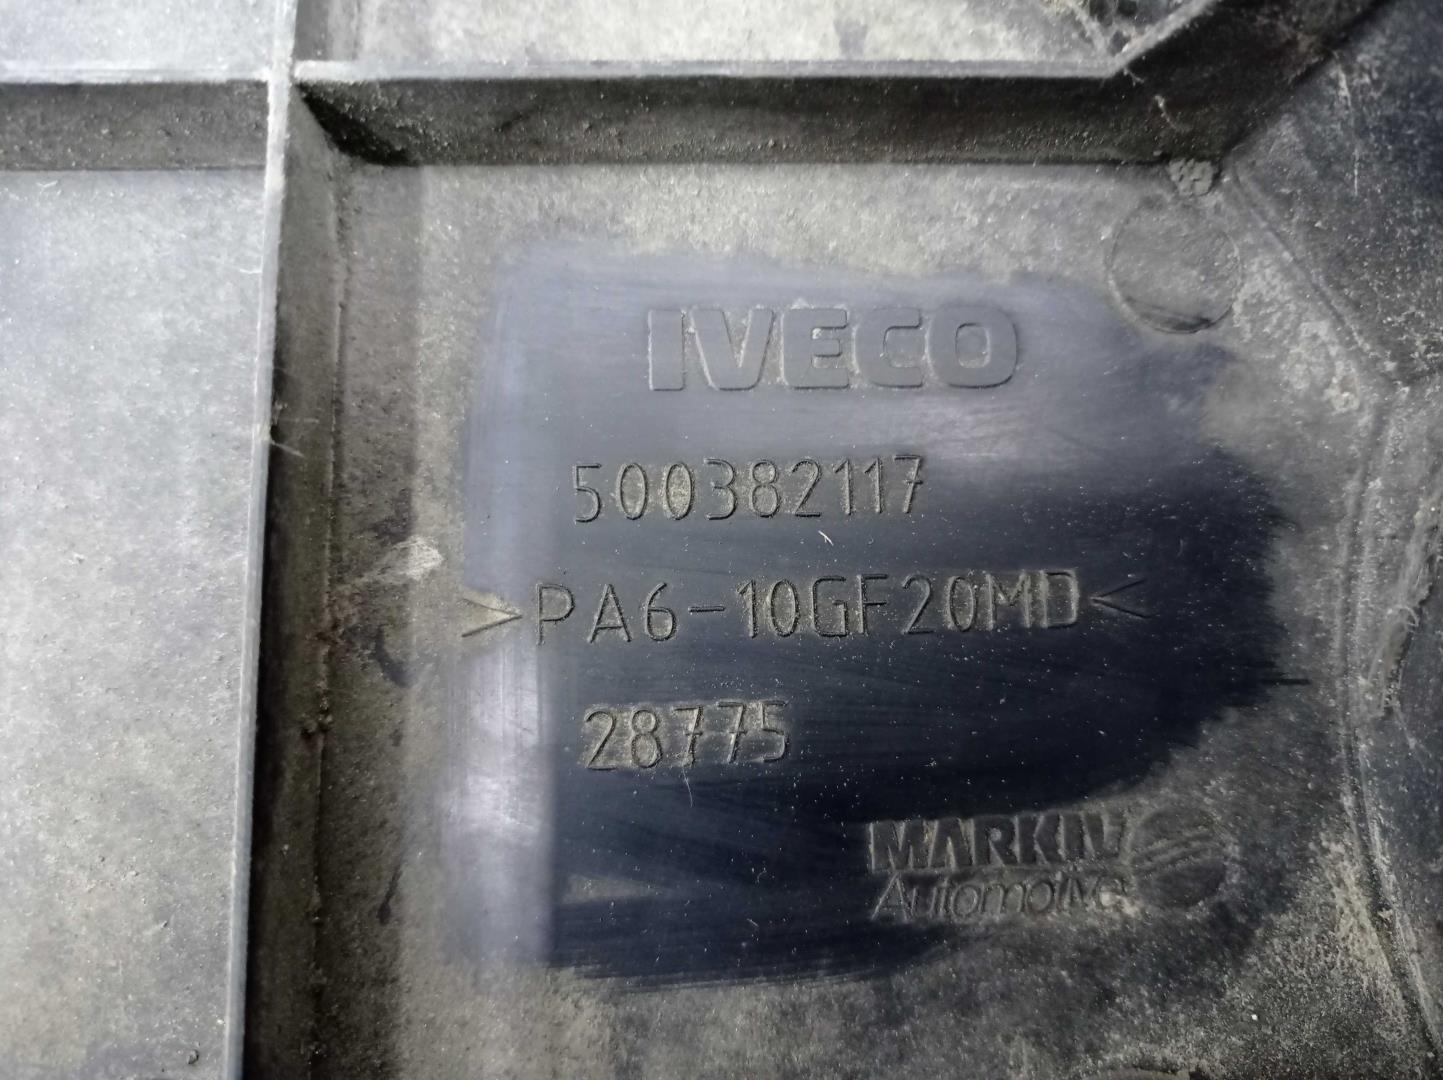 IVECO
500382117
>PA6-10GF20MD<
28775
MARKIV
Automotive